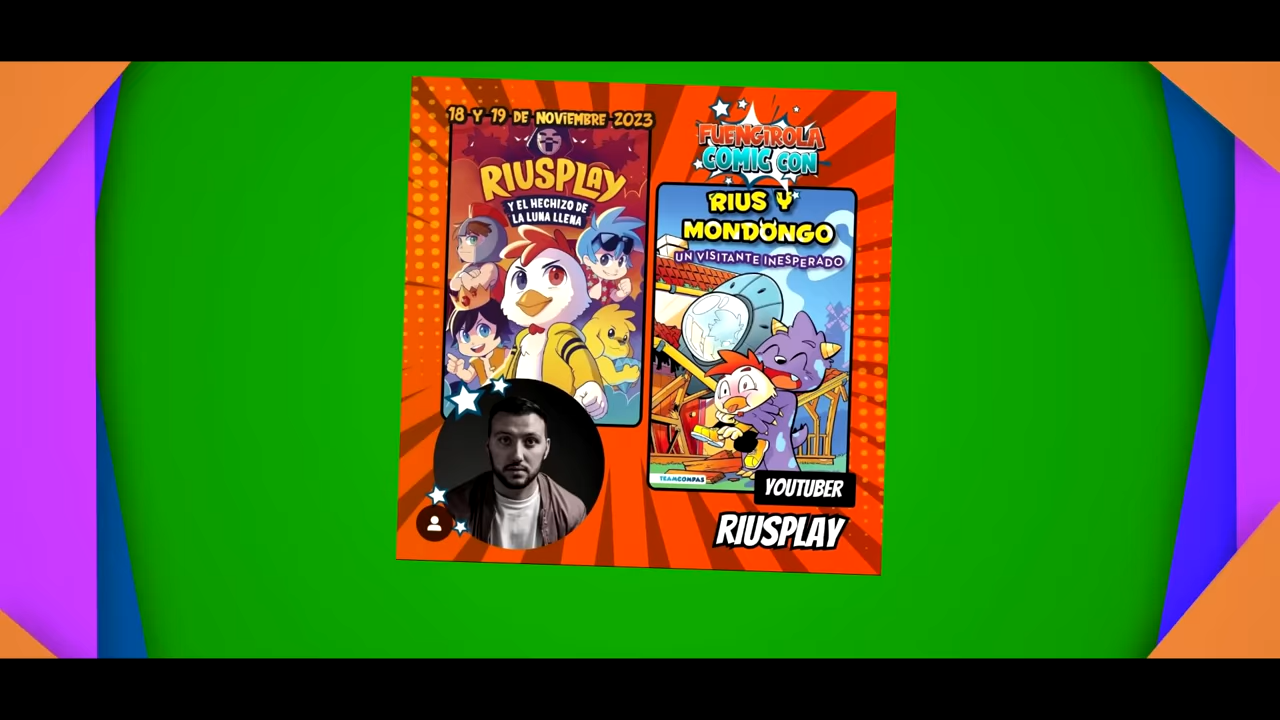 18 Y 19 DE NOVIEMBRE 2023
RIUSPLAY
Y EL HECHIZO DE
LA LUNA LLENA
FUENGIROLA
COMIC CON
RIUS Y
MONDONGO
UN VISITANTE INESPERADO
TEAMCOMPAS
YOUTUBER
RIUSPLAY